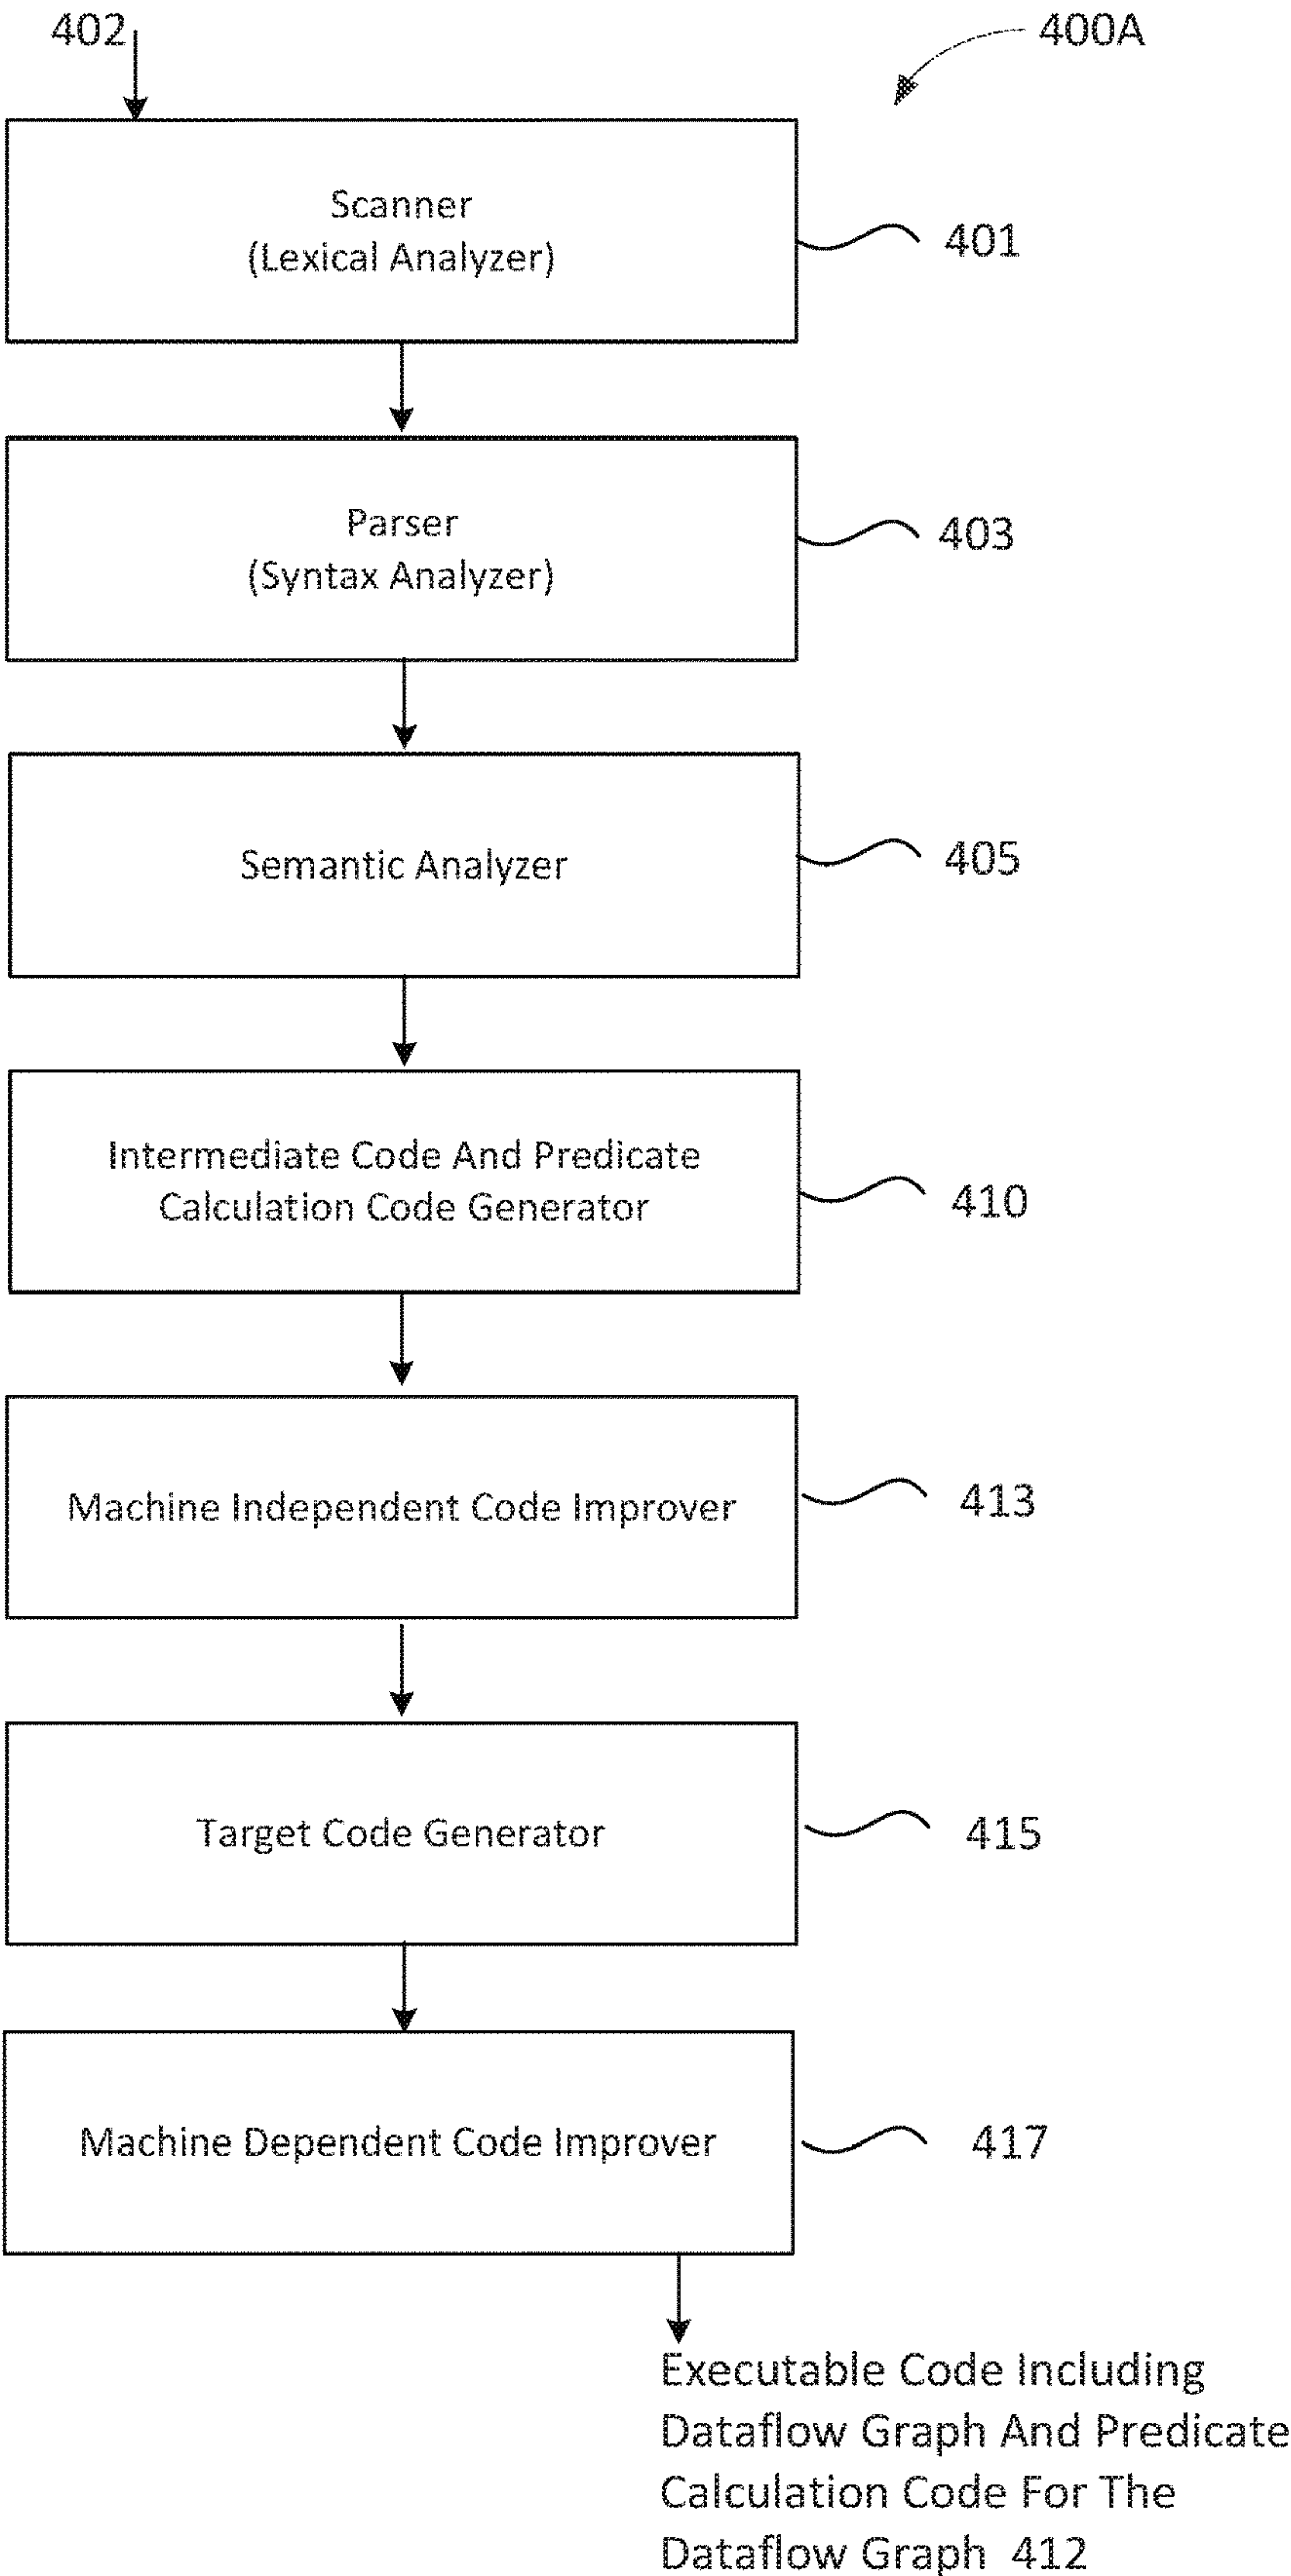 402
400A
Scanner
(Lexical Analyzer)
401
Parser
(Syntax Analyzer)
403
Semantic Analyzer
405
Intermediate Code And Predicate
Calculation Code Generator
410
Machine Independent Code Improver
413
Target Code Generator
415
Machine Dependent Code Improver
417
Executable Code Including
Dataflow Graph And Predicate
Calculation Code For The
Dataflow Graph 412